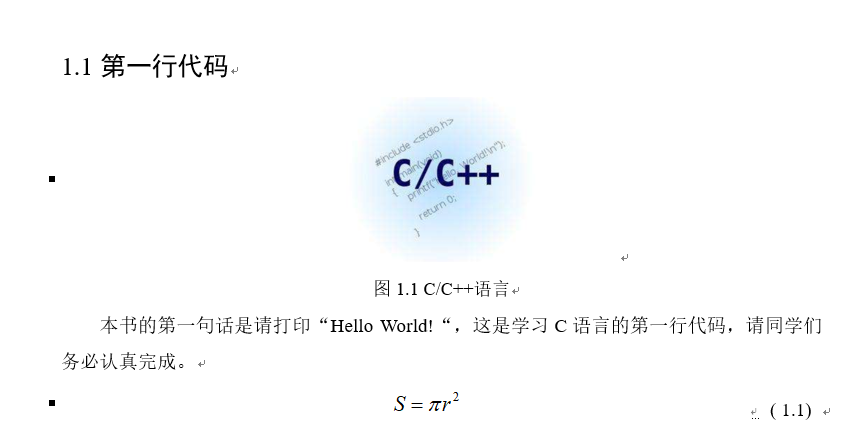 1.1 第一行代码
#include <stdio.h>
int main(void)
{
printf("Hello, World!\n");
return 0;
}
C/C++
图 1.1 C/C++语言
本书的第一句话是请打印“Hello World!“，这是学习 C 语言的第一行代码，请同学们
务必认真完成。
S = πr²
( 1.1)